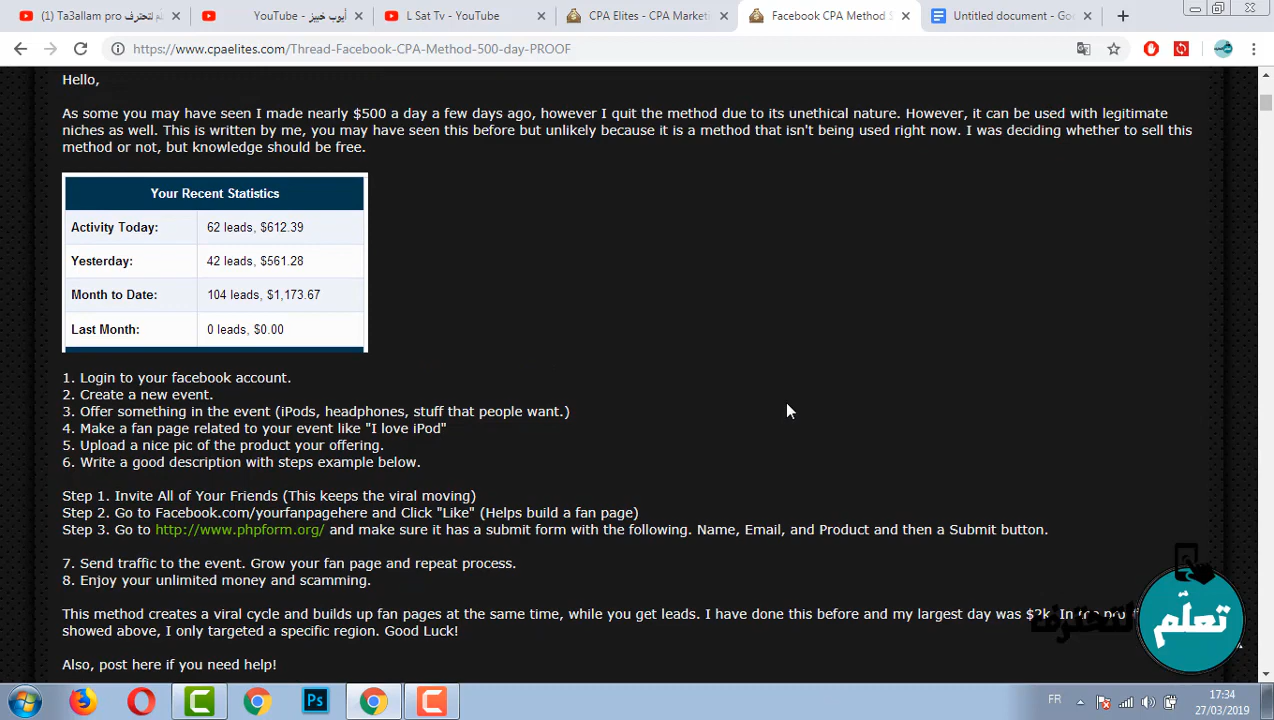 (1) Ta3allam pro تعلم لتحترف
YouTube - أيوب خبيز
L Sat Tv - YouTube
CPA Elites - CPA Market
Facebook CPA Method
Untitled document - Goo
https://www.cpaelites.com/Thread-Facebook-CPA-Method-500-day-PROOF
Hello,
As some you may have seen I made nearly $500 a day a few days ago, however I quit the method due to its unethical nature. However, it can be used with legitimate
niches as well. This is written by me, you may have seen this before but unlikely because it is a method that isn't being used right now. I was deciding whether to sell this
method or not, but knowledge should be free.
Your Recent Statistics
Activity Today: 62 leads, $612.39
Yesterday: 42 leads, $561.28
Month to Date: 104 leads, $1,173.67
Last Month: 0 leads, $0.00
1. Login to your facebook account.
2. Create a new event.
3. Offer something in the event (iPods, headphones, stuff that people want.)
4. Make a fan page related to your event like "I love iPod"
5. Upload a nice pic of the product your offering.
6. Write a good description with steps example below.
Step 1. Invite All of Your Friends (This keeps the viral moving)
Step 2. Go to Facebook.com/yourfanpagehere and Click "Like" (Helps build a fan page)
Step 3. Go to http://www.phpform.org/ and make sure it has a submit form with the following. Name, Email, and Product and then a Submit button.
7. Send traffic to the event. Grow your fan page and repeat process.
8. Enjoy your unlimited money and scamming.
This method creates a viral cycle and builds up fan pages at the same time, while you get leads. I have done this before and my largest day was $2k. In the
showed above, I only targeted a specific region. Good Luck!
تعلّم
لتحترف
Also, post here if you need help!
Ps
FR
17:34
27/03/2019